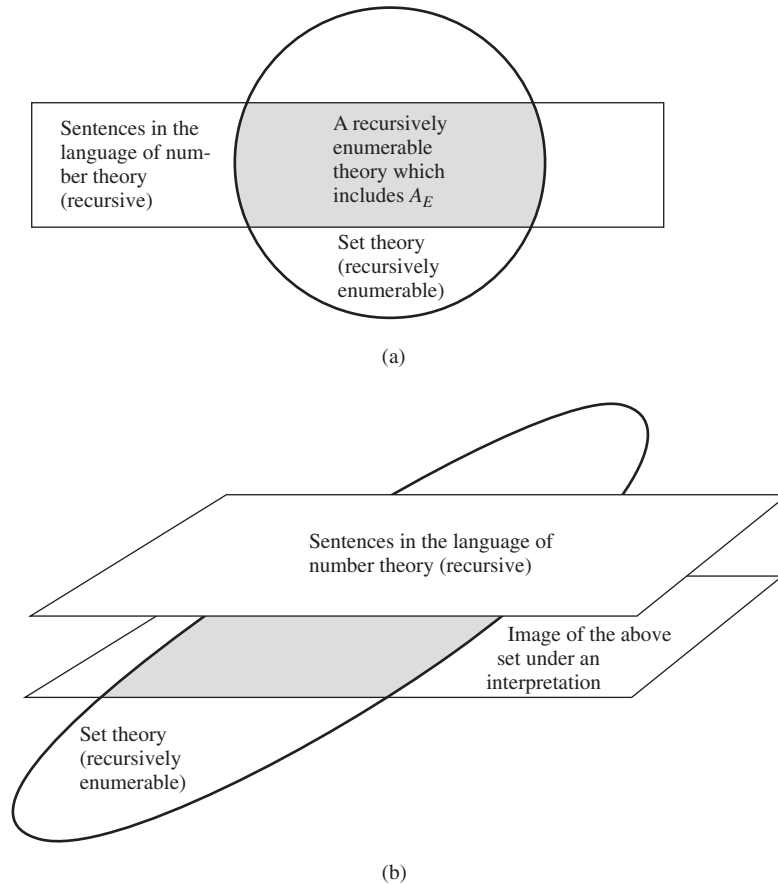 Sentences in the
language of num-
ber theory
(recursive)
A recursively
enumerable
theory which
includes A_E
Set theory
(recursively
enumerable)
(a)
Sentences in the language of
number theory (recursive)
Image of the above
set under an
interpretation
Set theory
(recursively
enumerable)
(b)